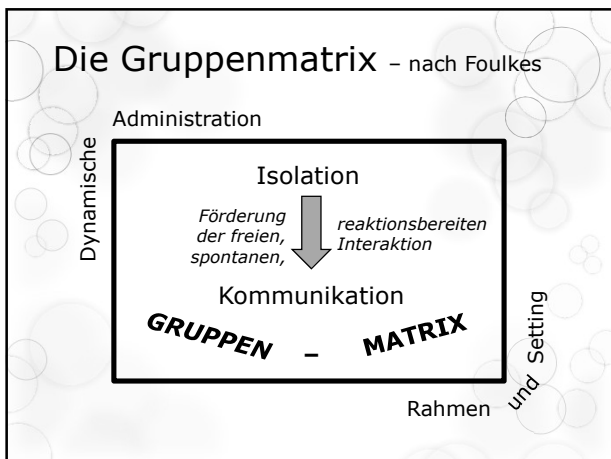 Die Gruppenmatrix – nach Foulkes
Dynamische
Administration
Isolation
Förderung
der freien,
spontanen,
reaktionsbereiten
Interaktion
Kommunikation
GRUPPEN – MATRIX
Rahmen und Setting